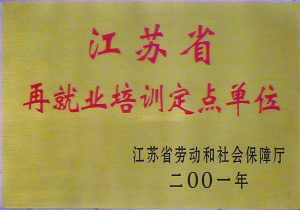 江苏省
再就业培训定点单位
江苏省劳动和社会保障厅
二〇〇一年